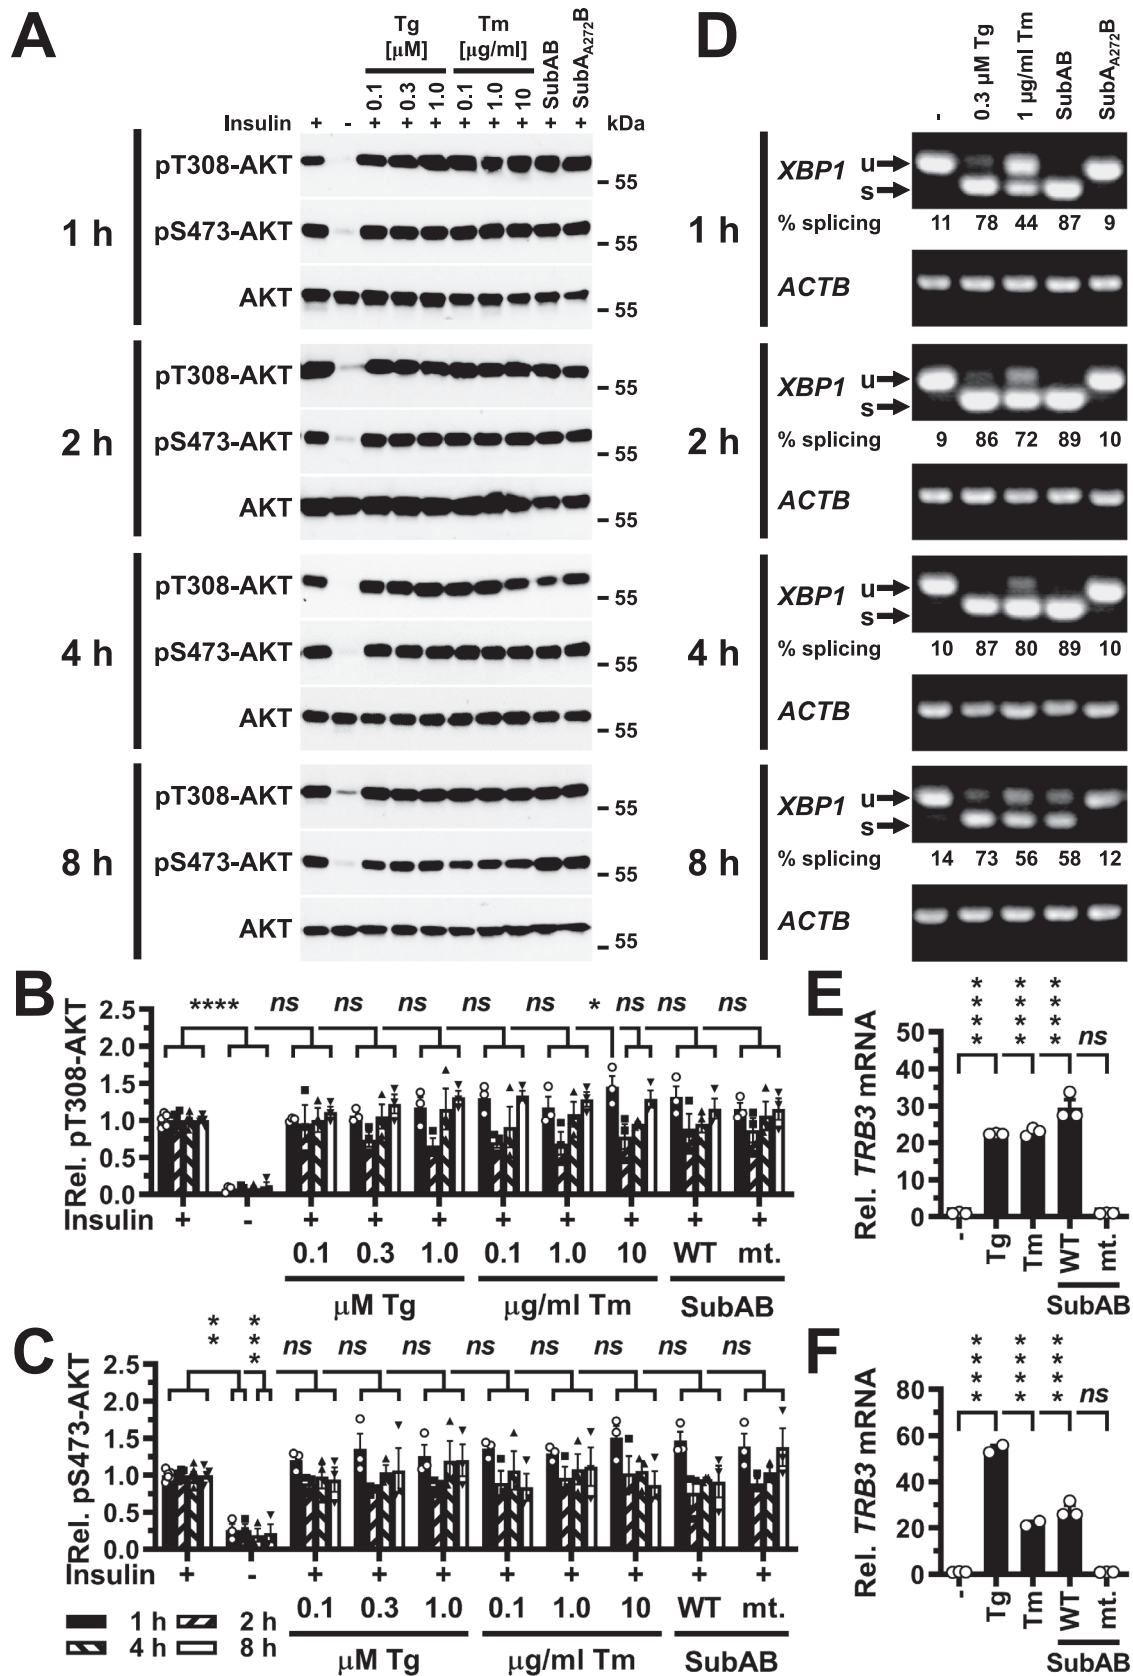 A
Tg
[μM]
Tm
[μg/ml]
SubAB
SubA_A272B
0.1
0.3
1.0
0.1
1.0
10
Insulin + - + + + + + + + + kDa
1 h
pT308-AKT
55
pS473-AKT
55
AKT
55
2 h
pT308-AKT
55
pS473-AKT
55
AKT
55
4 h
pT308-AKT
55
pS473-AKT
55
AKT
55
8 h
pT308-AKT
55
pS473-AKT
55
AKT
55
D
-
0.3 μM Tg
1 μg/ml Tm
SubAB
SubA_A272B
1 h
XBP1
u
s
% splicing 11 78 44 87 9
ACTB
2 h
XBP1
u
s
% splicing 9 86 72 89 10
ACTB
4 h
XBP1
u
s
% splicing 10 87 80 89 10
ACTB
8 h
XBP1
u
s
% splicing 14 73 56 58 12
ACTB
B
Rel. pT308-AKT
**** ns ns ns ns ns * ns ns ns
2.5
2.0
1.5
1.0
0.5
0.0
Insulin + - + + + + + + + +
0.1 0.3 1.0 0.1 1.0 10 WT mt.
μM Tg μg/ml Tm SubAB
C
Rel. pS473-AKT
** *** ns ns ns ns ns ns ns ns
2.5
2.0
1.5
1.0
0.5
0.0
Insulin + - + + + + + + + +
0.1 0.3 1.0 0.1 1.0 10 WT mt.
μM Tg μg/ml Tm SubAB
1 h 2 h
4 h 8 h
E
Rel. TRB3 mRNA
**** **** **** ns
50
40
30
20
10
0
- Tg Tm WT mt.
SubAB
F
Rel. TRB3 mRNA
**** **** **** ns
80
60
40
20
0
- Tg Tm WT mt.
SubAB